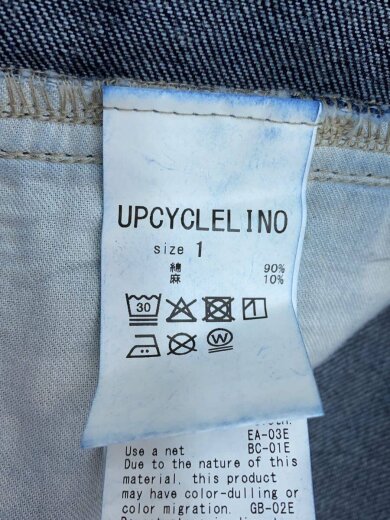 UPCYCLELINO
size 1
綿 90%
麻 10%
30
W
EA-03E
Use a net BC-01E
Due to the nature of this
material, this product
may have color-dulling or
color migration. GB-02E